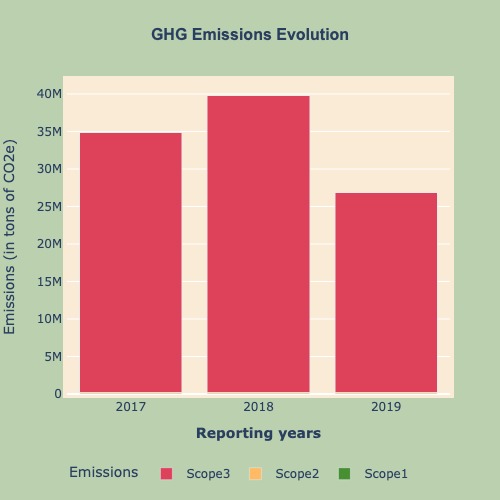 GHG Emissions Evolution
Emissions (in tons of CO2e)
40M
35M
30M
25M
20M
15M
10M
5M
0
2017 2018 2019
Reporting years
Emissions Scope3 Scope2 Scope1